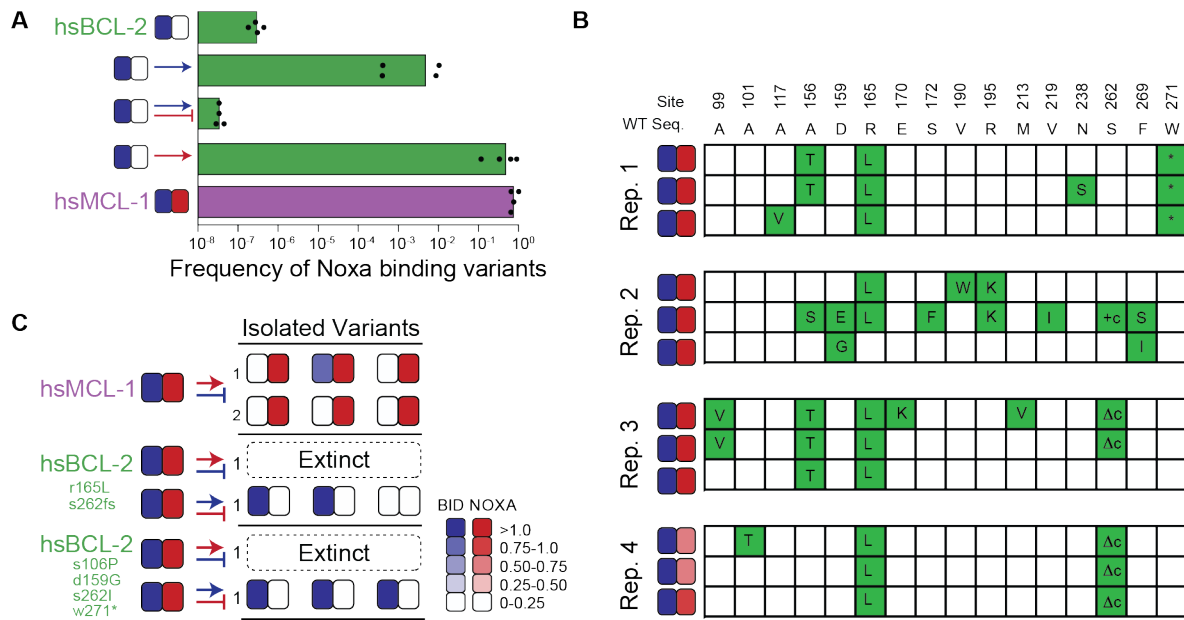 A
hsBCL-2
hsMCL-1
10-8 10-7 10-6 10-5 10-4 10-3 10-2 10-1 100
Frequency of Noxa binding variants
B
Site 99 101 117 156 159 165 170 172 190 195 213 219 238 262 269 271
WT Seq. A A A A D R E S V R M V N S F W
Rep. 1
T L *
T L S *
V L *
Rep. 2
L W K
S E L F K I +c S
G I
Rep. 3
V T L K V Δc
V T L Δc
T L
Rep. 4
T L Δc
L Δc
L Δc
C
Isolated Variants
hsMCL-1
1
2
hsBCL-2
r165L
s262fs
1 Extinct
1
hsBCL-2
s106P
d159G
s262I
w271*
1 Extinct
1
BID NOXA
>1.0
0.75-1.0
0.50-0.75
0.25-0.50
0-0.25